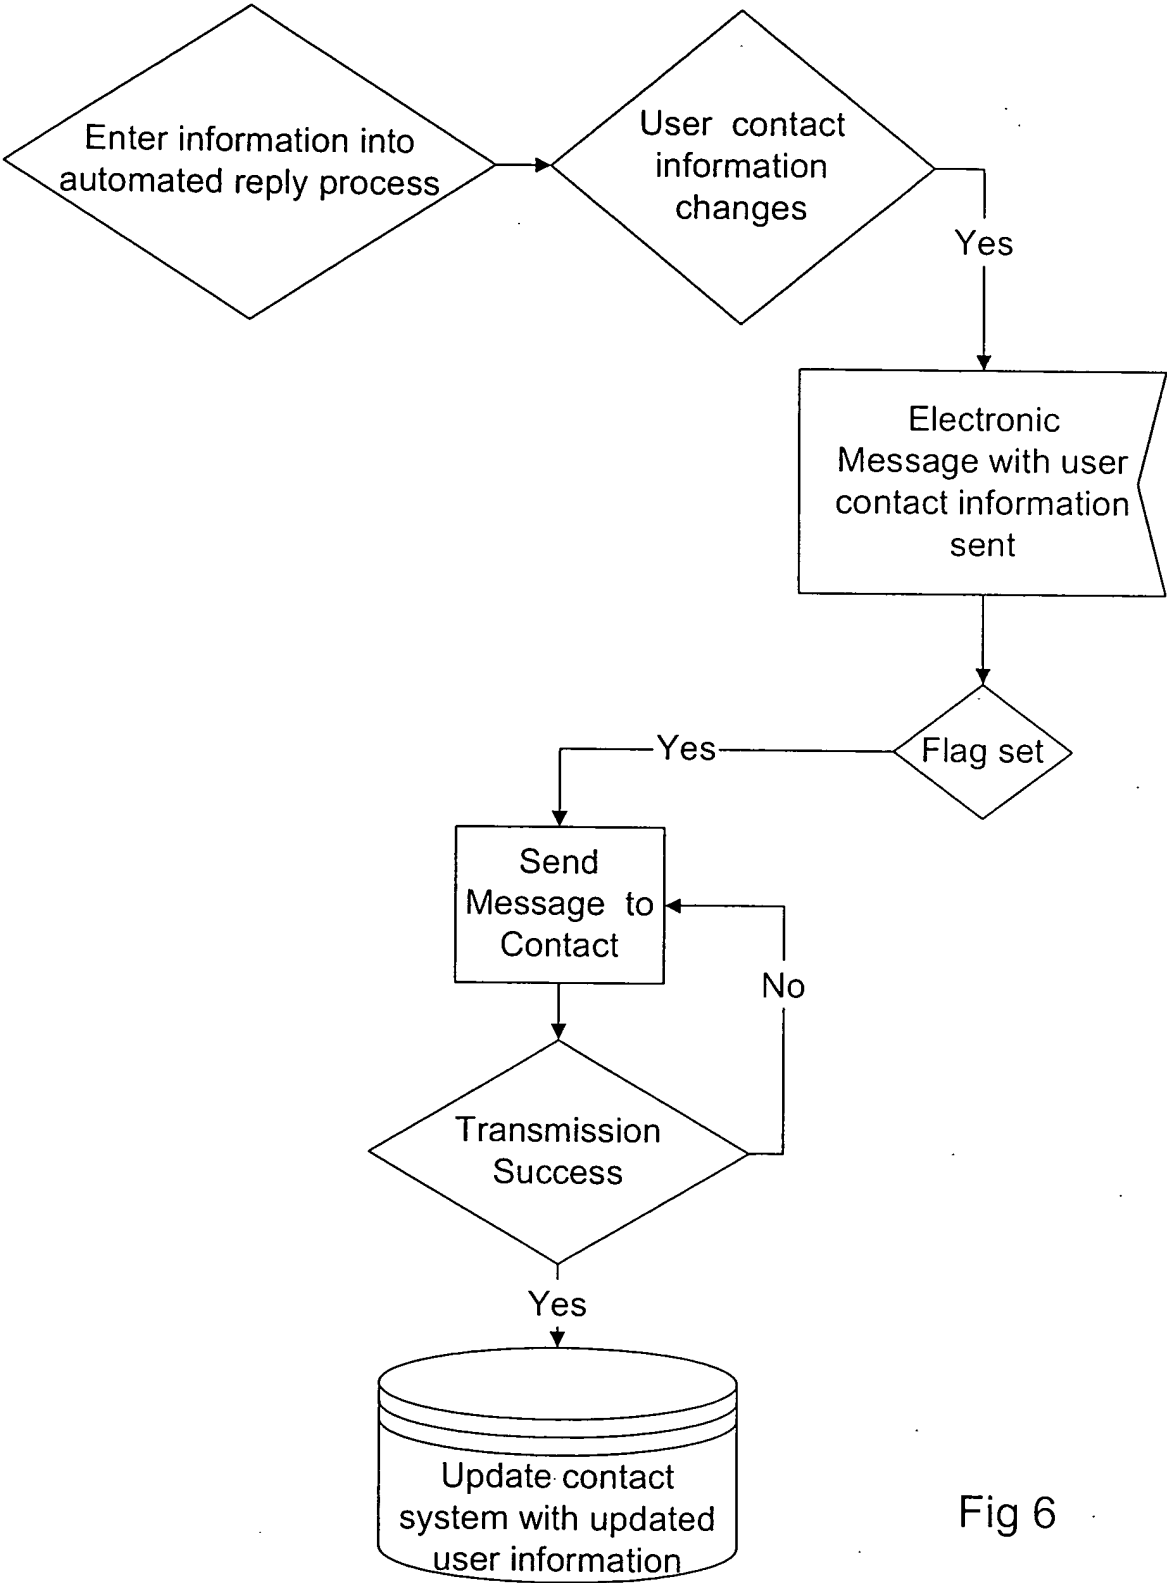 Enter information into
automated reply process
User contact
information
changes
Yes
Electronic
Message with user
contact information
sent
Flag set
Yes
Send
Message to
Contact
No
Transmission
Success
Yes
Update contact
system with updated
user information
Fig 6